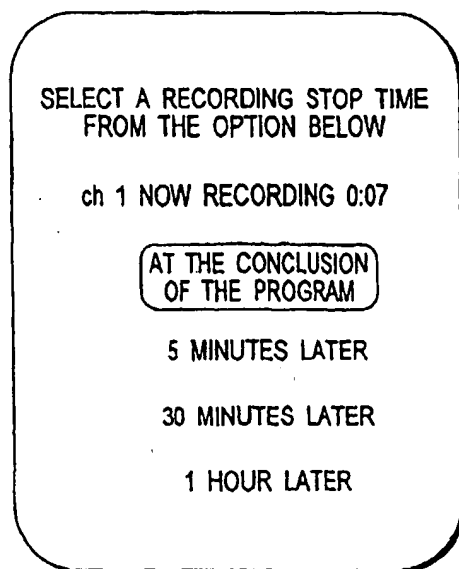 SELECT A RECORDING STOP TIME
FROM THE OPTION BELOW
ch 1 NOW RECORDING 0:07
AT THE CONCLUSION
OF THE PROGRAM
5 MINUTES LATER
30 MINUTES LATER
1 HOUR LATER